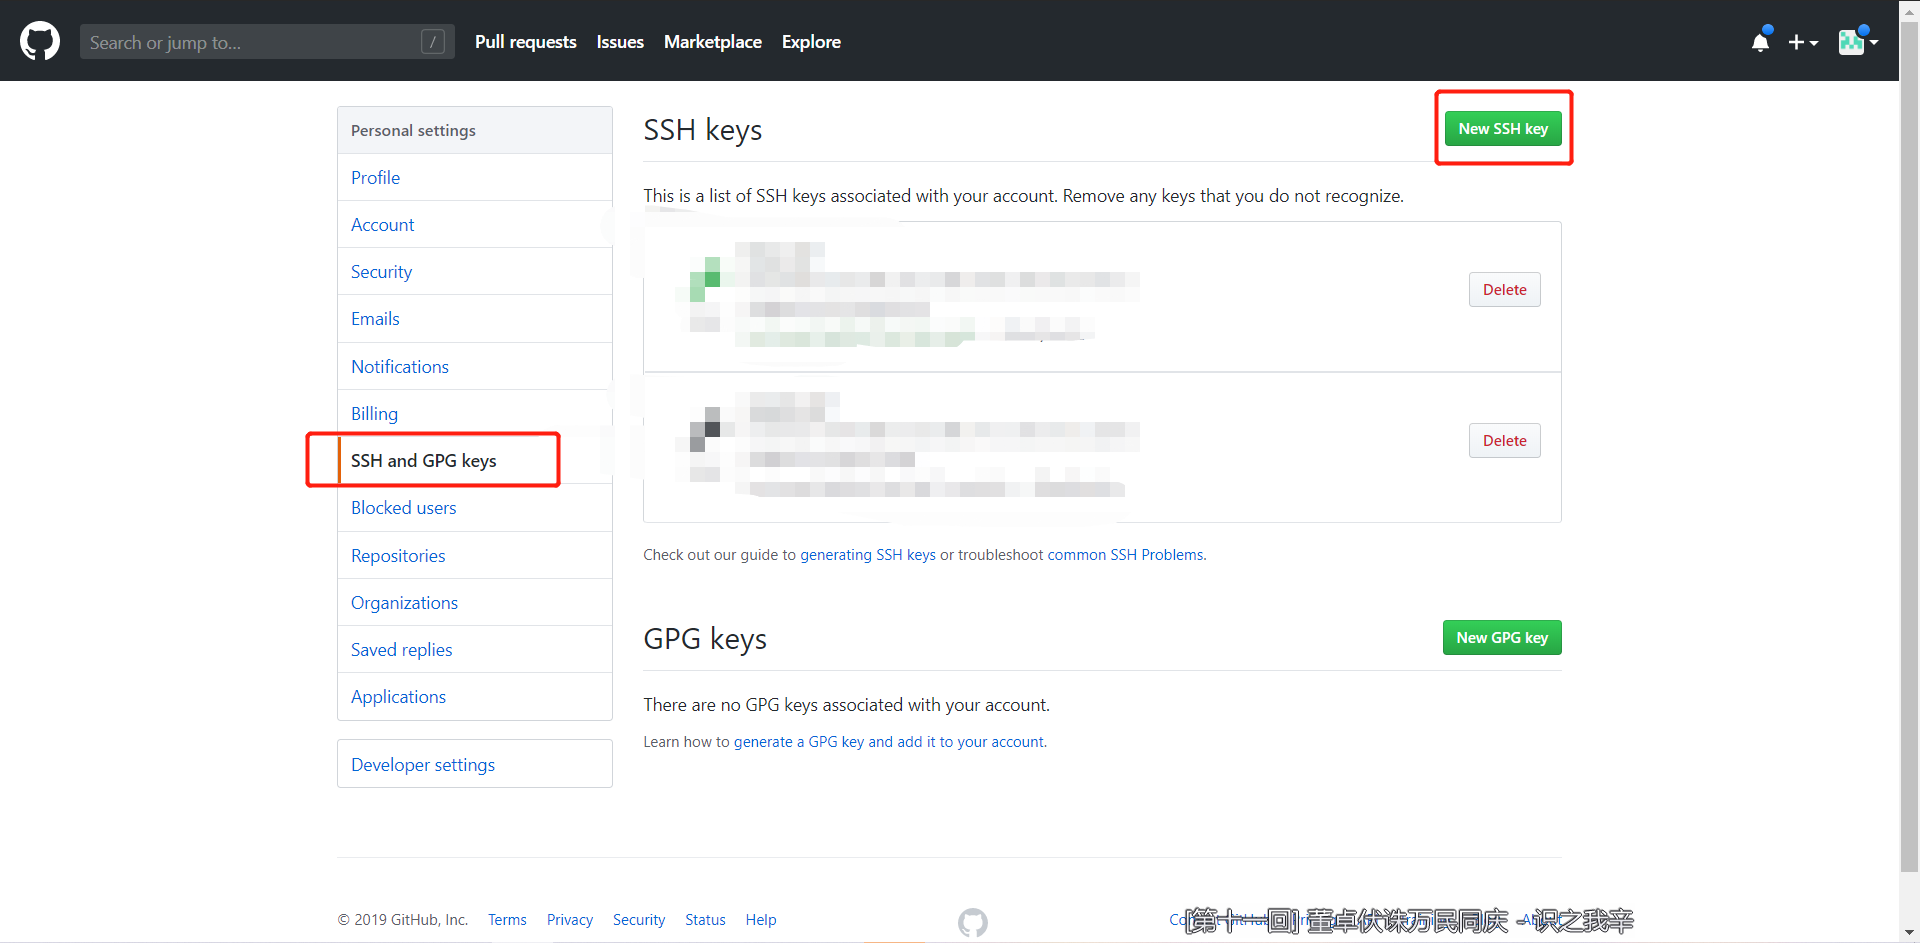 Search or jump to...
/
Pull requests
Issues
Marketplace
Explore
Personal settings
Profile
Account
Security
Emails
Notifications
Billing
SSH and GPG keys
Blocked users
Repositories
Organizations
Saved replies
Applications
Developer settings
SSH keys
New SSH key
This is a list of SSH keys associated with your account. Remove any keys that you do not recognize.
Delete
Delete
Check out our guide to generating SSH keys or troubleshoot common SSH Problems.
GPG keys
New GPG key
There are no GPG keys associated with your account.
Learn how to generate a GPG key and add it to your account.
© 2019 GitHub, Inc.
Terms
Privacy
Security
Status
Help
[第十一回] 董卓伏诛万民同庆 - 识之我辛